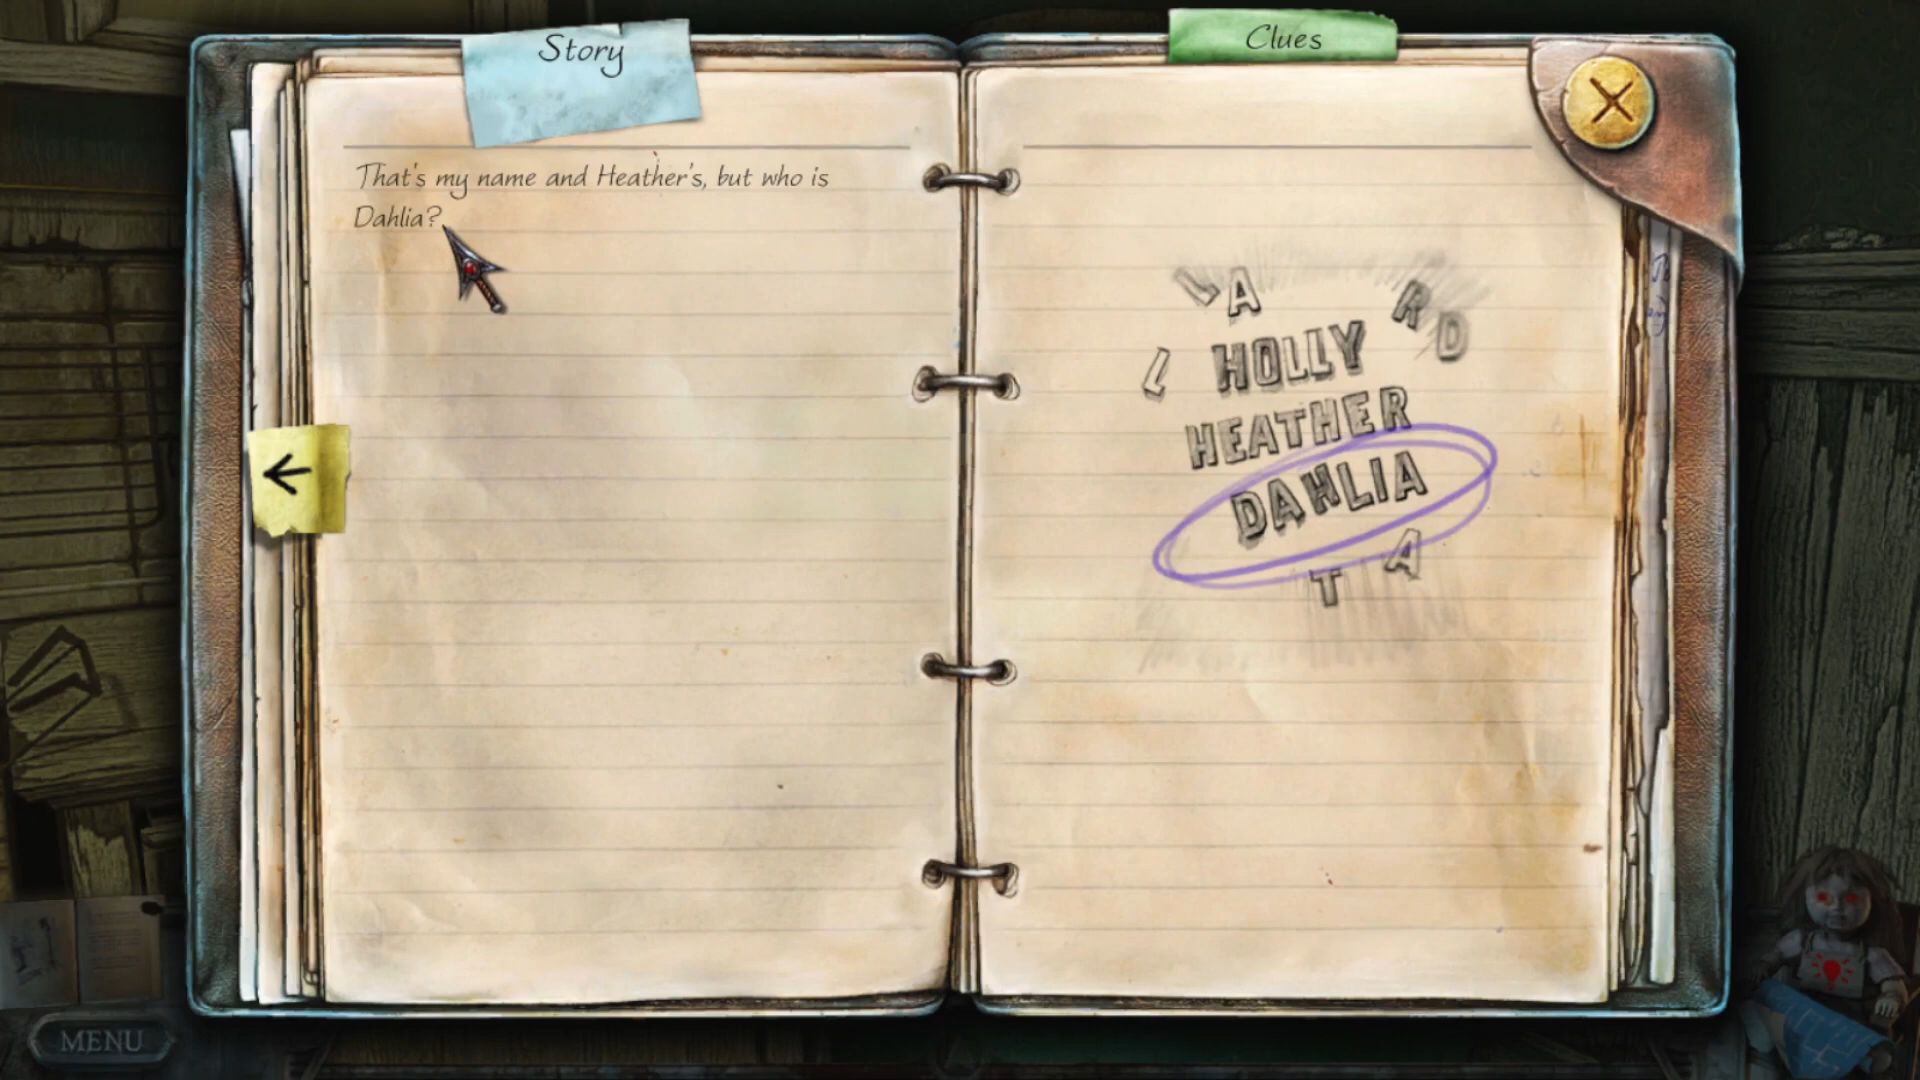 Story
Clues
That's my name and Heather's, but who is
Dahlia?
L A R D
L HOLLY
HEATHER
DAHLIA
T A
MENU